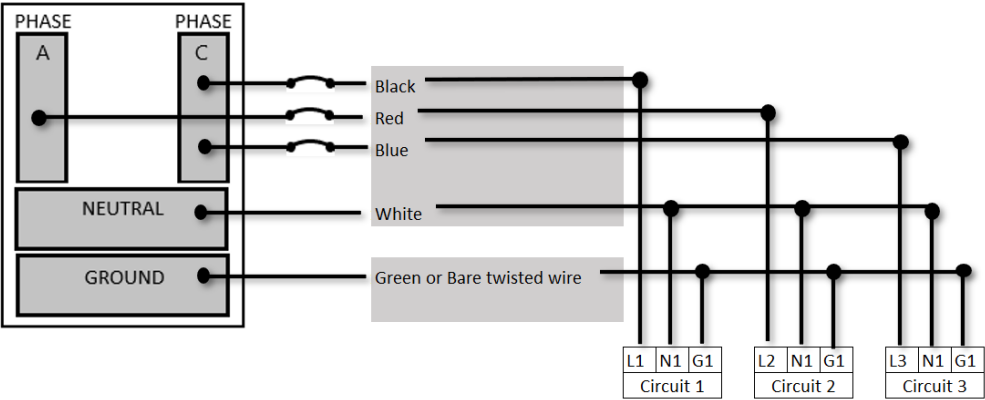 PHASE
PHASE
A
C
Black
Red
Blue
NEUTRAL
White
GROUND
Green or Bare twisted wire
L1 N1 G1
Circuit 1
L2 N1 G1
Circuit 2
L3 N1 G1
Circuit 3